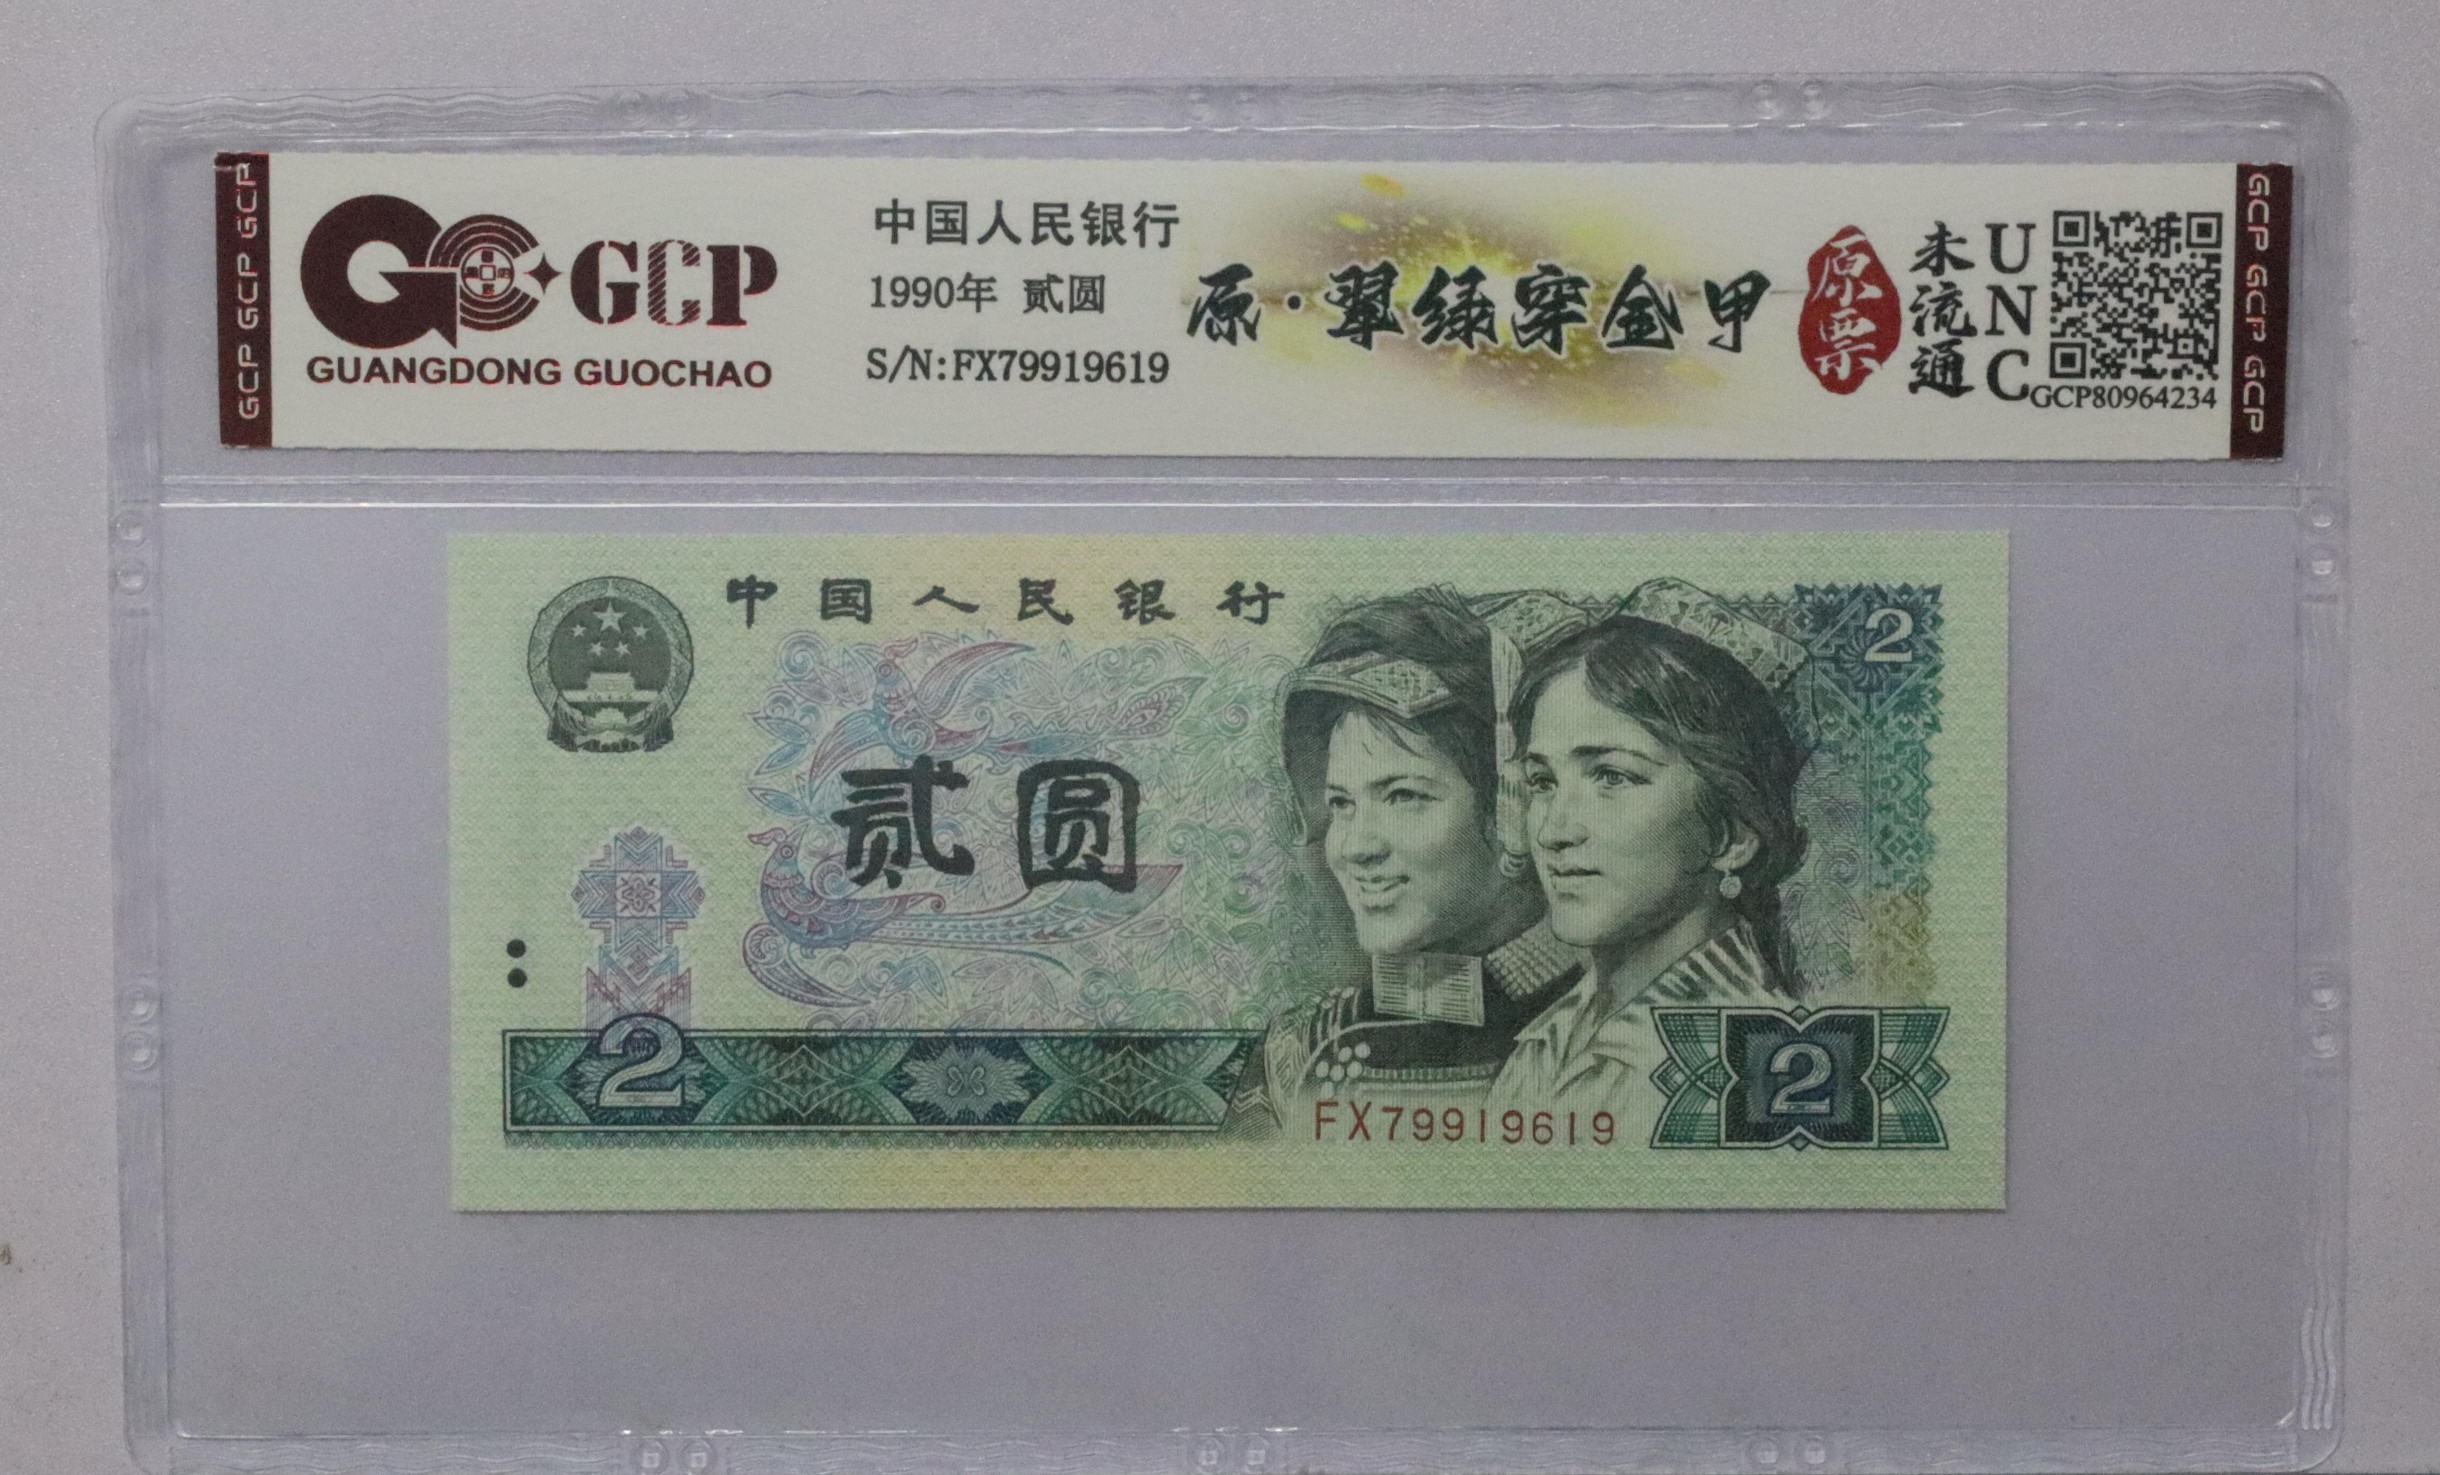 GCP GCP GCP
GCP
GUANGDONG GUOCHAO
中国人民银行
1990年 贰圆
S/N:FX79919619
原·翠绿穿金甲
原票
未流通
UNC
GCP80964234
GCP GCP GCP
中国人民银行
2
贰圆
2
FX79919619
2